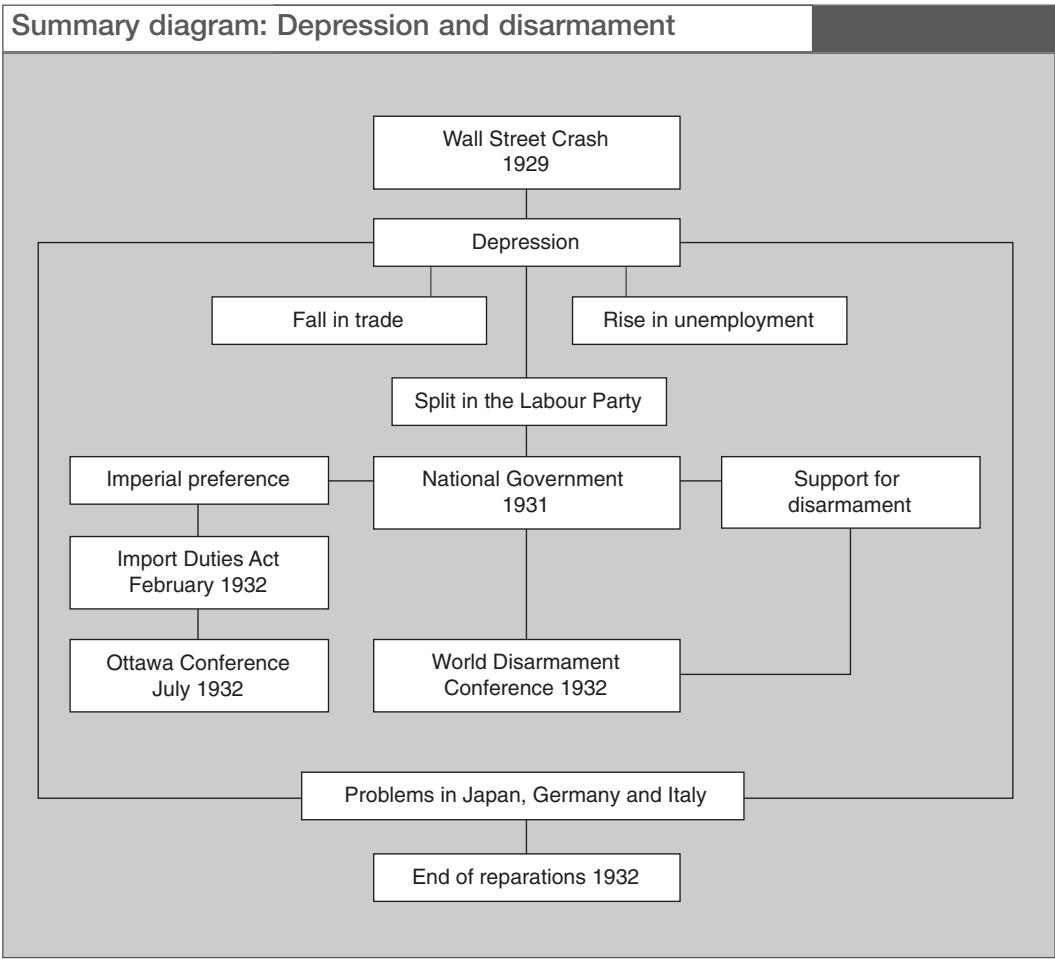 Summary diagram: Depression and disarmament
Wall Street Crash
1929
Depression
Fall in trade
Rise in unemployment
Split in the Labour Party
Imperial preference
National Government
1931
Support for
disarmament
Import Duties Act
February 1932
Ottawa Conference
July 1932
World Disarmament
Conference 1932
Problems in Japan, Germany and Italy
End of reparations 1932